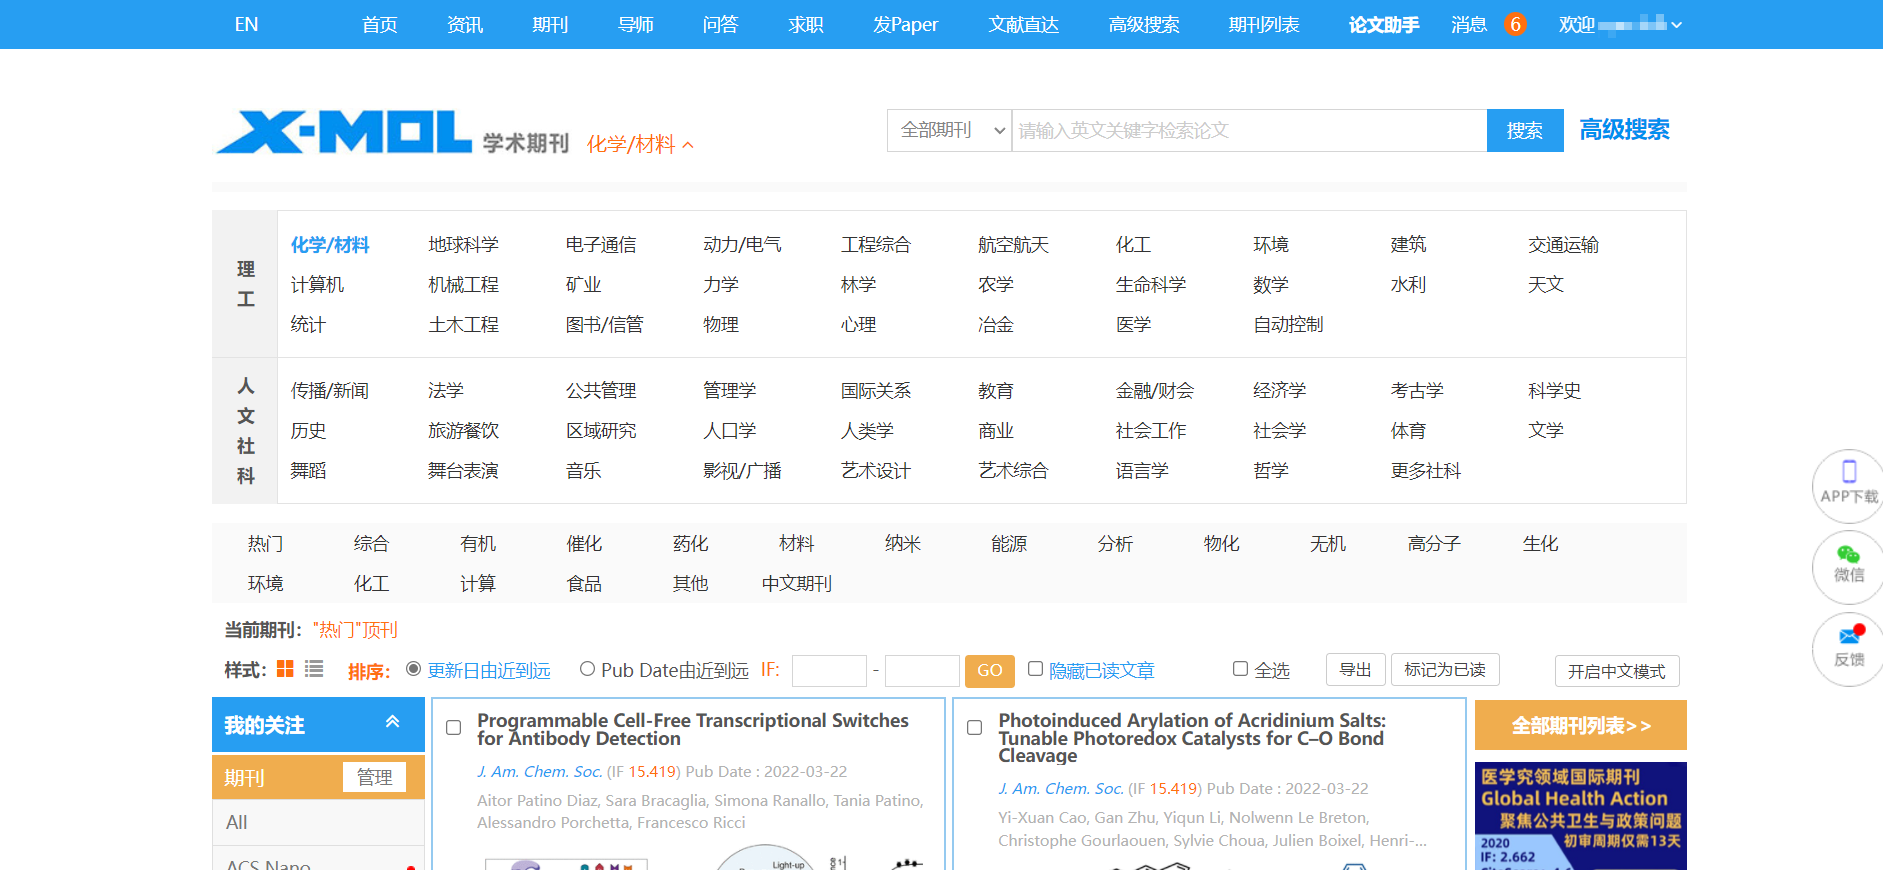 EN 首页 资讯 期刊 导师 问答 求职 发Paper 文献直达 高级搜索 期刊列表 论文助手 消息 6 欢迎
X-MOL 学术期刊 化学/材料
全部期刊 请输入英文关键字检索论文 搜索 高级搜索
理工
化学/材料 地球科学 电子通信 动力/电气 工程综合 航空航天 化工 环境 建筑 交通运输
计算机 机械工程 矿业 力学 林学 农学 生命科学 数学 水利 天文
统计 土木工程 图书/信管 物理 心理 冶金 医学 自动控制
人文社科
传播/新闻 法学 公共管理 管理学 国际关系 教育 金融/财会 经济学 考古学 科学史
历史 旅游餐饮 区域研究 人口学 人类学 商业 社会工作 社会学 体育 文学
舞蹈 舞台表演 音乐 影视/广播 艺术设计 艺术综合 语言学 哲学 更多社科
APP下载
微信
反馈
热门 综合 有机 催化 药化 材料 纳米 能源 分析 物化 无机 高分子 生化
环境 化工 计算 食品 其他 中文期刊
当前期刊： "热门"顶刊
样式： 排序： 更新日由近到远 Pub Date由近到远 IF: - GO 隐藏已读文章 全选 导出 标记为已读 开启中文模式
我的关注
期刊 管理
All
ACS Nano
Programmable Cell-Free Transcriptional Switches
for Antibody Detection
J. Am. Chem. Soc. (IF 15.419) Pub Date : 2022-03-22
Aitor Patino Diaz, Sara Bracaglia, Simona Ranallo, Tania Patino,
Alessandro Porchetta, Francesco Ricci
Light-up
Photoinduced Arylation of Acridinium Salts:
Tunable Photoredox Catalysts for C–O Bond
Cleavage
J. Am. Chem. Soc. (IF 15.419) Pub Date : 2022-03-22
Yi-Xuan Cao, Gan Zhu, Yiqun Li, Nolwenn Le Breton,
Christophe Gourlaouen, Sylvie Choua, Julien Boixel, Henri-...
全部期刊列表>>
医学究领域国际期刊
Global Health Action
聚焦公共卫生与政策问题
初审周期仅需13天
2020
IF: 2.662